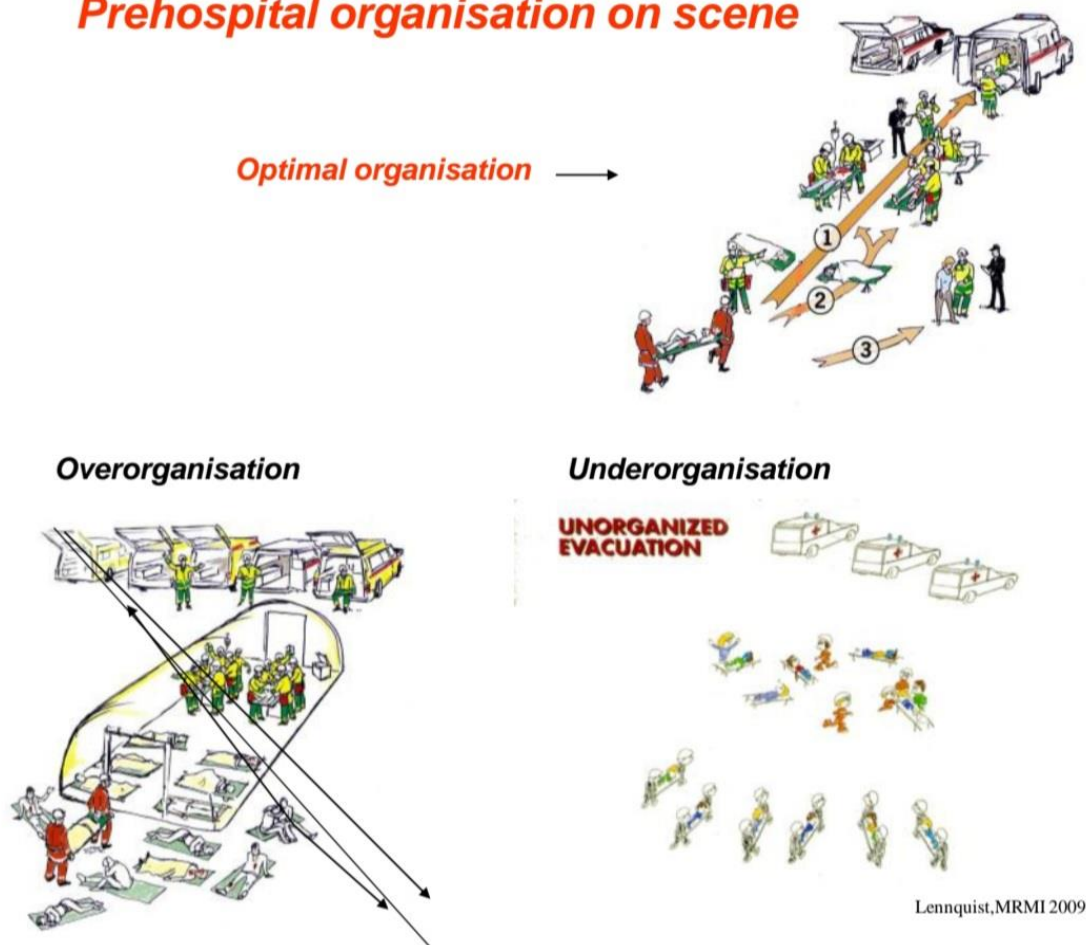 Prehospital organisation on scene
Optimal organisation
1
2
3
Overorganisation
Underorganisation
UNORGANIZED
EVACUATION
Lennquist,MRMI 2009